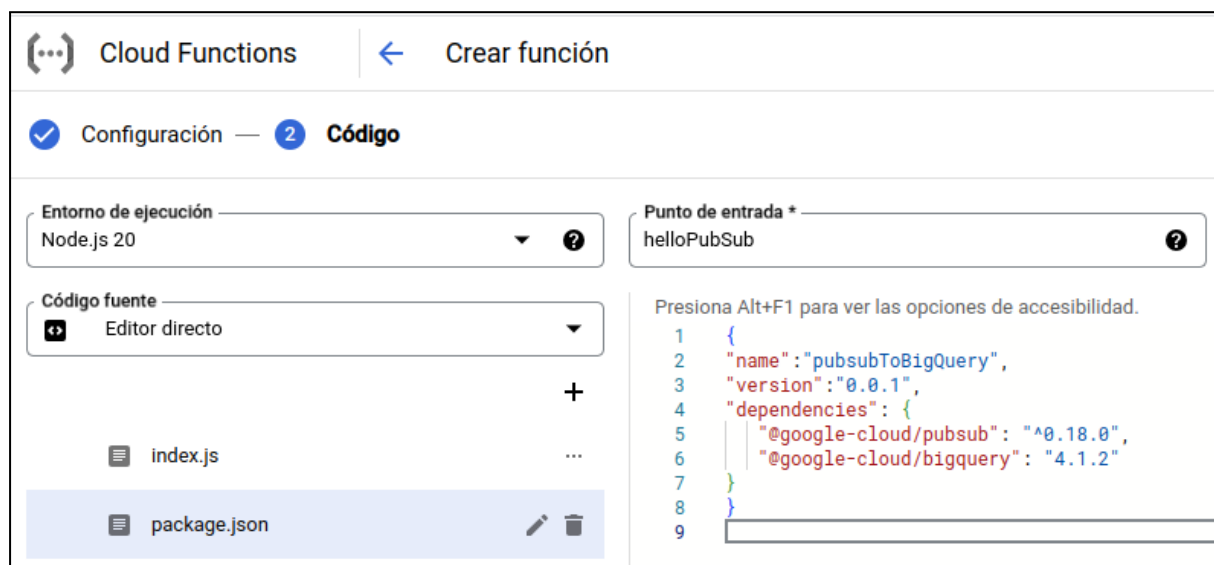 Cloud Functions
Crear función
Configuración — 2 Código
Entorno de ejecución
Node.js 20
Punto de entrada *
helloPubSub
Código fuente
Editor directo
index.js
package.json
Presiona Alt+F1 para ver las opciones de accesibilidad.
1 {
2 "name":"pubsubToBigQuery",
3 "version":"0.0.1",
4 "dependencies": {
5 "@google-cloud/pubsub": "^0.18.0",
6 "@google-cloud/bigquery": "4.1.2"
7 }
8 }
9